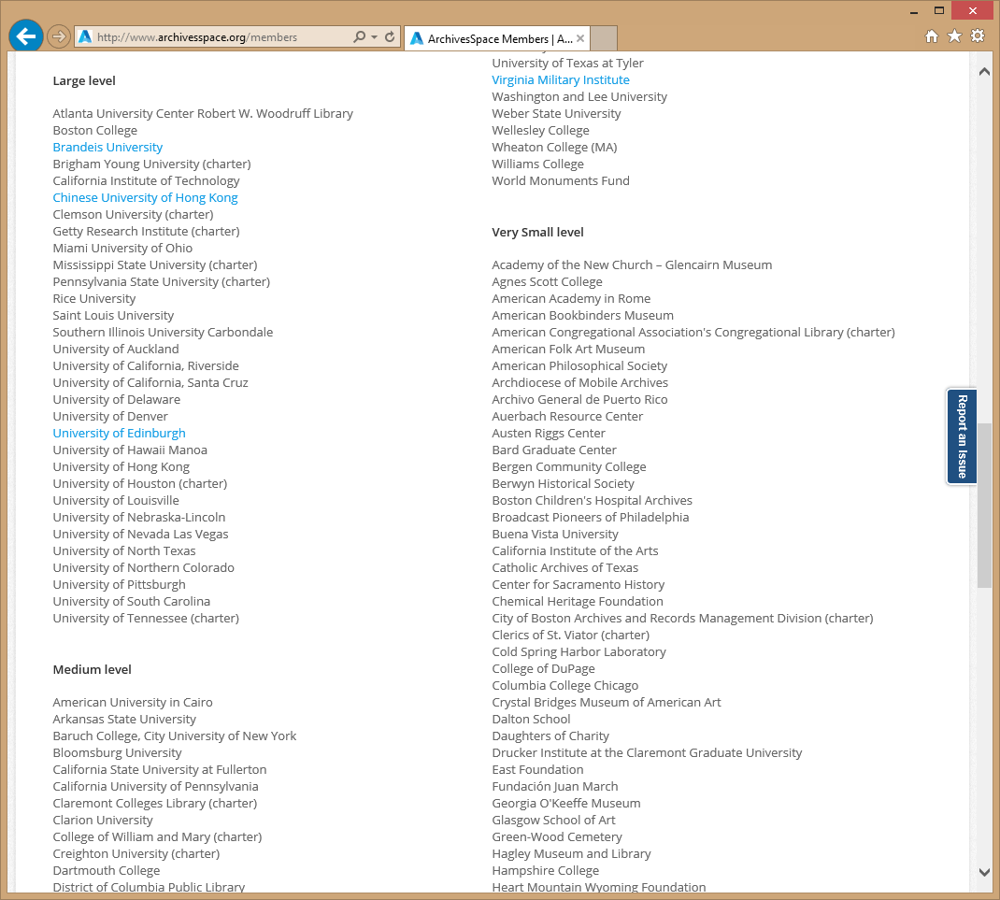 http://www.archivesspace.org/members
ArchivesSpace Members | A...
Large level
Atlanta University Center Robert W. Woodruff Library
Boston College
Brandeis University
Brigham Young University (charter)
California Institute of Technology
Chinese University of Hong Kong
Clemson University (charter)
Getty Research Institute (charter)
Miami University of Ohio
Mississippi State University (charter)
Pennsylvania State University (charter)
Rice University
Saint Louis University
Southern Illinois University Carbondale
University of Auckland
University of California, Riverside
University of California, Santa Cruz
University of Delaware
University of Denver
University of Edinburgh
University of Hawaii Manoa
University of Hong Kong
University of Houston (charter)
University of Louisville
University of Nebraska-Lincoln
University of Nevada Las Vegas
University of North Texas
University of Northern Colorado
University of Pittsburgh
University of South Carolina
University of Tennessee (charter)
Medium level
American University in Cairo
Arkansas State University
Baruch College, City University of New York
Bloomsburg University
California State University at Fullerton
California University of Pennsylvania
Claremont Colleges Library (charter)
Clarion University
College of William and Mary (charter)
Creighton University (charter)
Dartmouth College
District of Columbia Public Library
University of Texas at Tyler
Virginia Military Institute
Washington and Lee University
Weber State University
Wellesley College
Wheaton College (MA)
Williams College
World Monuments Fund
Very Small level
Academy of the New Church – Glencairn Museum
Agnes Scott College
American Academy in Rome
American Bookbinders Museum
American Congregational Association's Congregational Library (charter)
American Folk Art Museum
American Philosophical Society
Archdiocese of Mobile Archives
Archivo General de Puerto Rico
Auerbach Resource Center
Austen Riggs Center
Bard Graduate Center
Bergen Community College
Berwyn Historical Society
Boston Children's Hospital Archives
Broadcast Pioneers of Philadelphia
Buena Vista University
California Institute of the Arts
Catholic Archives of Texas
Center for Sacramento History
Chemical Heritage Foundation
City of Boston Archives and Records Management Division (charter)
Clerics of St. Viator (charter)
Cold Spring Harbor Laboratory
College of DuPage
Columbia College Chicago
Crystal Bridges Museum of American Art
Dalton School
Daughters of Charity
Drucker Institute at the Claremont Graduate University
East Foundation
Fundación Juan March
Georgia O'Keeffe Museum
Glasgow School of Art
Green-Wood Cemetery
Hagley Museum and Library
Hampshire College
Heart Mountain Wyoming Foundation
Report an Issue